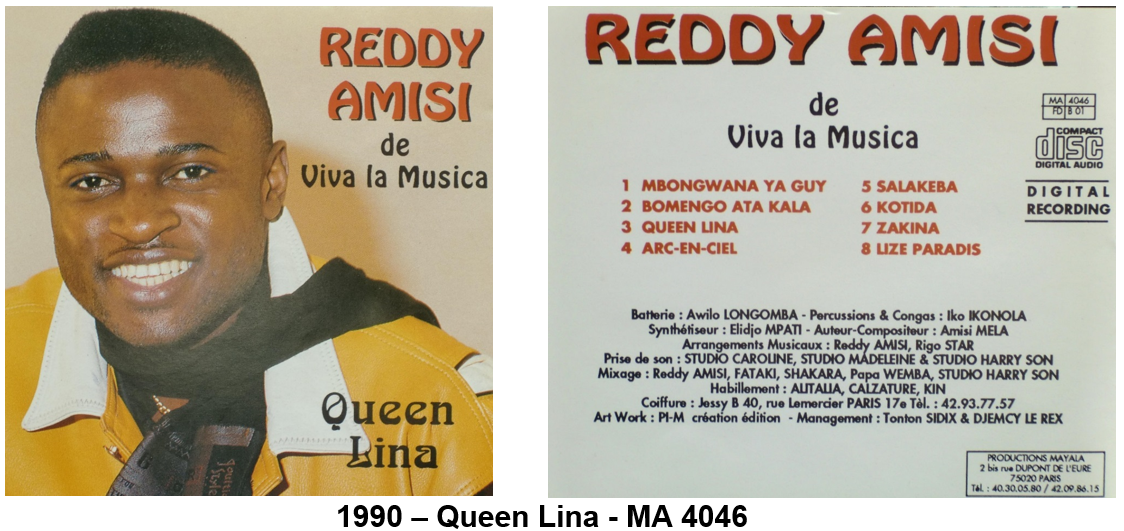 REDDY
AMISI
de
Viva la Musica
Queen
Lina
REDDY AMISI
de
Viva la Musica
MA 4046
FD B 01
COMPACT
disc
DIGITAL AUDIO
DIGITAL
RECORDING
1 MBONGWANA YA GUY
2 BOMENGO ATA KALA
3 QUEEN LINA
4 ARC-EN-CIEL
5 SALAKEBA
6 KOTIDA
7 ZAKINA
8 LIZE PARADIS
Batterie : Awilo LONGOMBA - Percussions & Congas : Iko IKONOLA
Synthétiseur : Elidjo MPATI - Auteur-Compositeur : Amisi MELA
Arrangements Musicaux : Reddy AMISI, Rigo STAR
Prise de son : STUDIO CAROLINE, STUDIO MADELEINE & STUDIO HARRY SON
Mixage : Reddy AMISI, FATAKI, SHAKARA, Papa WEMBA, STUDIO HARRY SON
Habillement : ALITALIA, CALZATURE, KIN
Coiffure : Jessy B 40, rue Lemercier PARIS 17e Tèl. : 42.93.77.57
Art Work : PI-M création édition - Management : Tonton SIDIX & DJEMCY LE REX
PRODUCTIONS MAYALA
2 bis rue DUPONT DE L'EURE
75020 PARIS
Tèl. : 40.30.05.80 / 42.09.86.15
1990 – Queen Lina - MA 4046